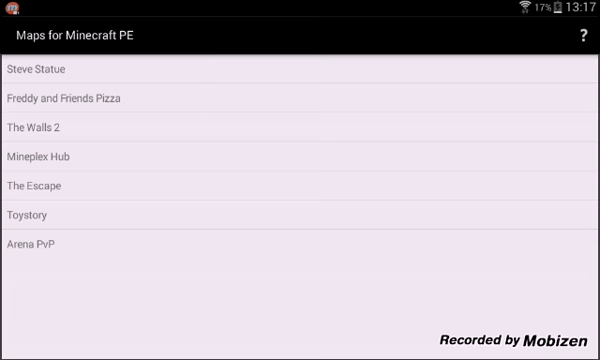 17% 13:17
Maps for Minecraft PE ?
Steve Statue
Freddy and Friends Pizza
The Walls 2
Mineplex Hub
The Escape
Toystory
Arena PvP
Recorded by Mobizen